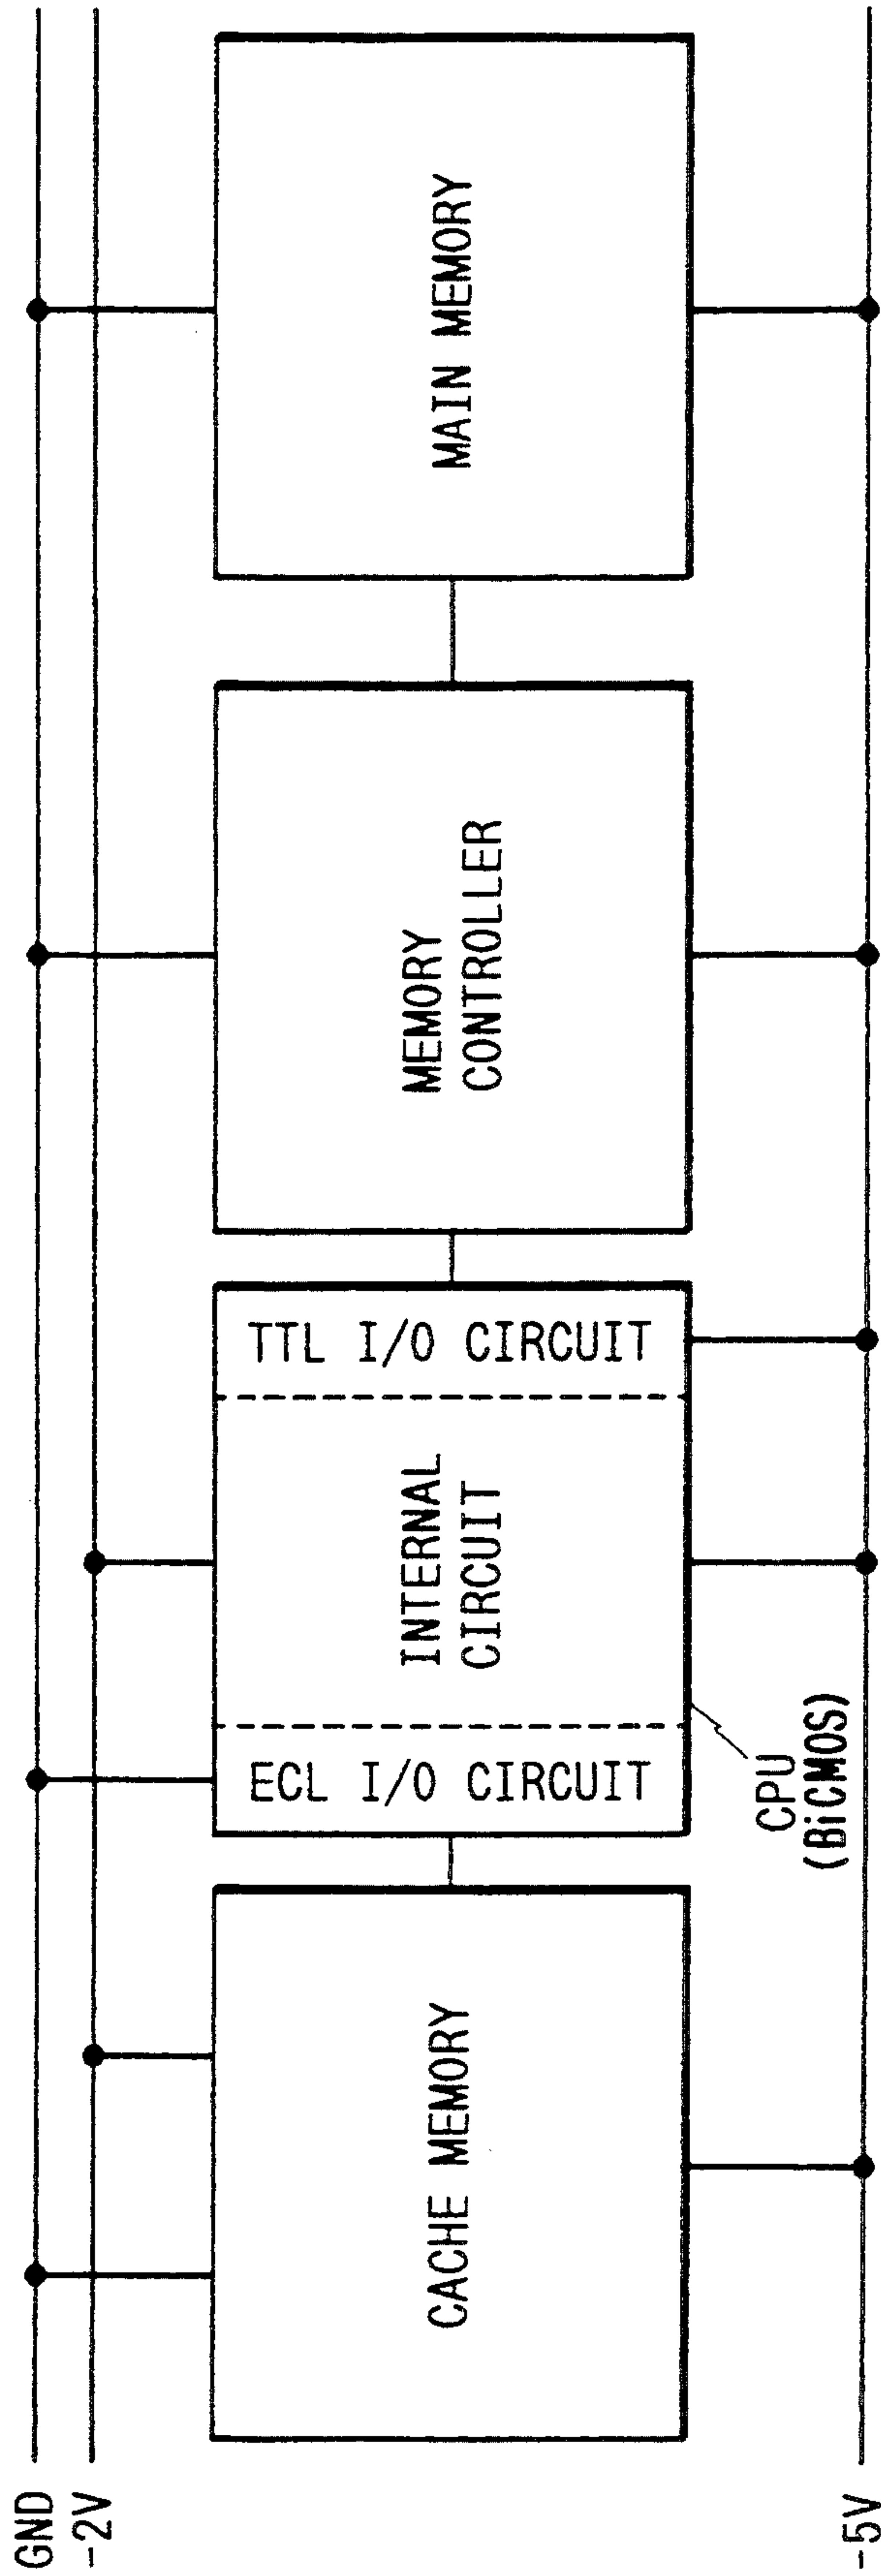 GND
-2V
-5V
CACHE MEMORY
ECL I/O CIRCUIT
INTERNAL
CIRCUIT
TTL I/O CIRCUIT
CPU
(BiCMOS)
MEMORY
CONTROLLER
MAIN MEMORY